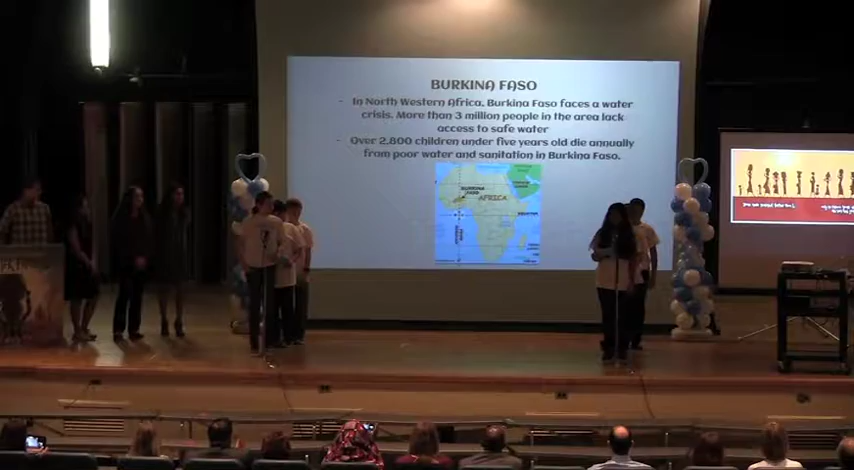 BURKINA FASO
- In North Western Africa, Burkina Faso faces a water
crisis. More than 3 million people in the area lack
access to safe water
- Over 2,800 children under five years old die annually
from poor water and sanitation in Burkina Faso.
BURKINA
FASO
AFRICA